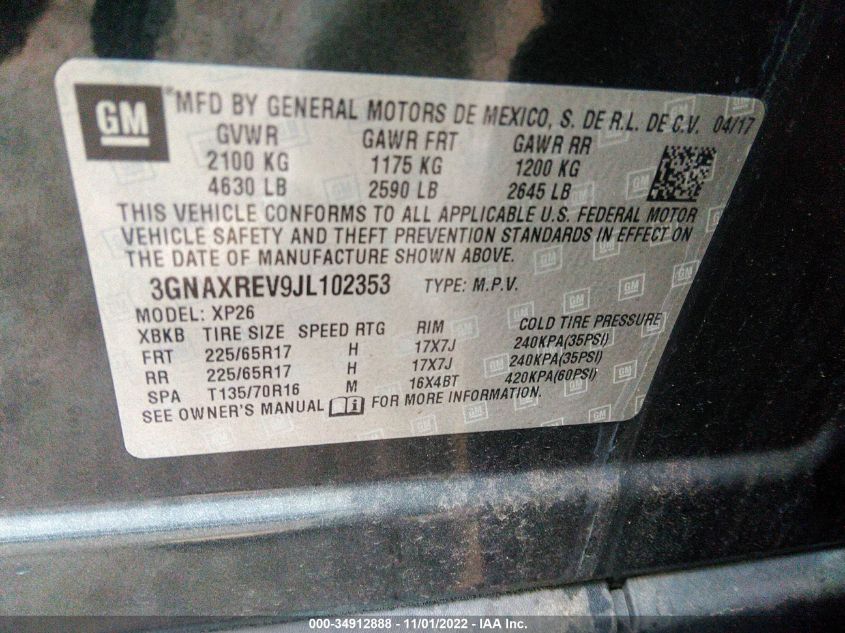 GM
*MFD BY GENERAL MOTORS DE MEXICO, S. DE R.L. DE C.V. 04/17
GVWR GAWR FRT GAWR RR
2100 KG 1175 KG 1200 KG
4630 LB 2590 LB 2645 LB
THIS VEHICLE CONFORMS TO ALL APPLICABLE U.S. FEDERAL MOTOR
VEHICLE SAFETY AND THEFT PREVENTION STANDARDS IN EFFECT ON
THE DATE OF MANUFACTURE SHOWN ABOVE.
3GNAXREV9JL102353 TYPE: M.P.V.
MODEL: XP26
XBKB TIRE SIZE SPEED RTG RIM COLD TIRE PRESSURE
FRT 225/65R17 H 17X7J 240KPA(35PSI)
RR 225/65R17 H 17X7J 240KPA(35PSI)
SPA T135/70R16 M 16X4BT 420KPA(60PSI)
SEE OWNER'S MANUAL FOR MORE INFORMATION.
000-34912888 - 11/01/2022 - IAA Inc.